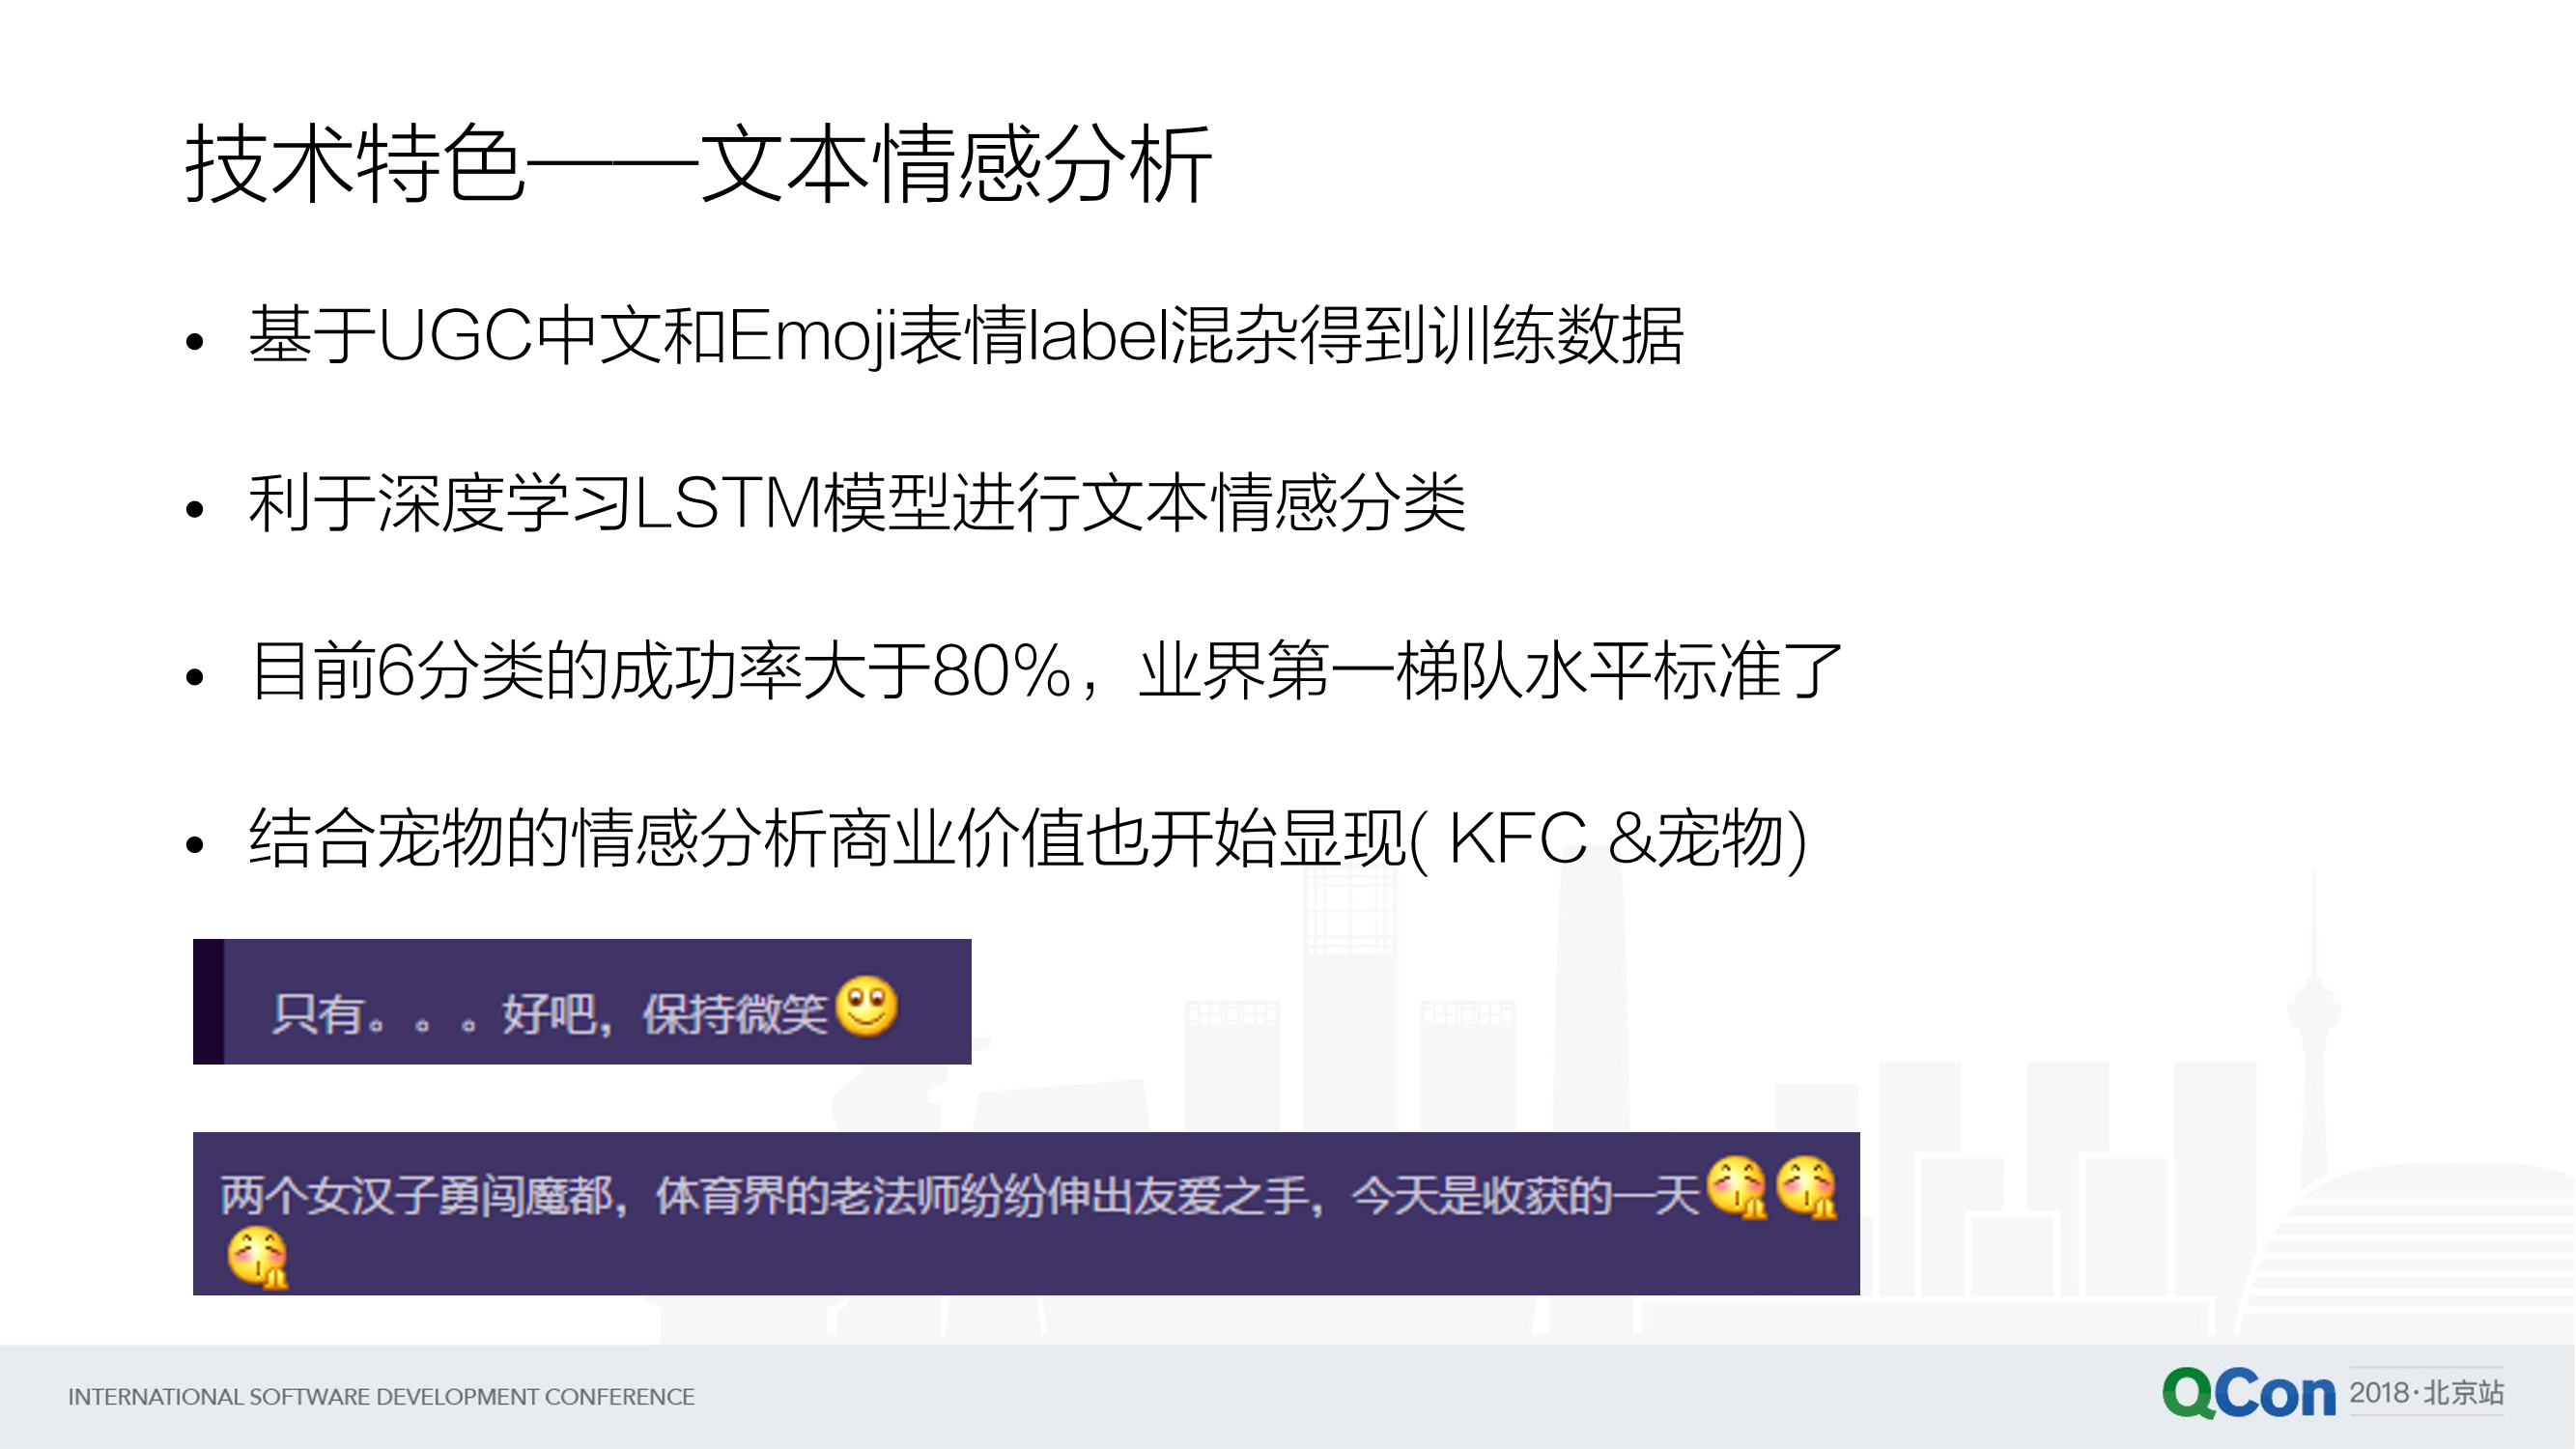 技术特色——文本情感分析
• 基于UGC中文和Emoji表情label混杂得到训练数据
• 利于深度学习LSTM模型进行文本情感分类
• 目前6分类的成功率大于80%，业界第一梯队水平标准了
• 结合宠物的情感分析商业价值也开始显现( KFC &宠物)
只有。。。好吧，保持微笑🙂
两个女汉子勇闯魔都，体育界的老法师纷纷伸出友爱之手，今天是收获的一天
INTERNATIONAL SOFTWARE DEVELOPMENT CONFERENCE
QCon 2018·北京站